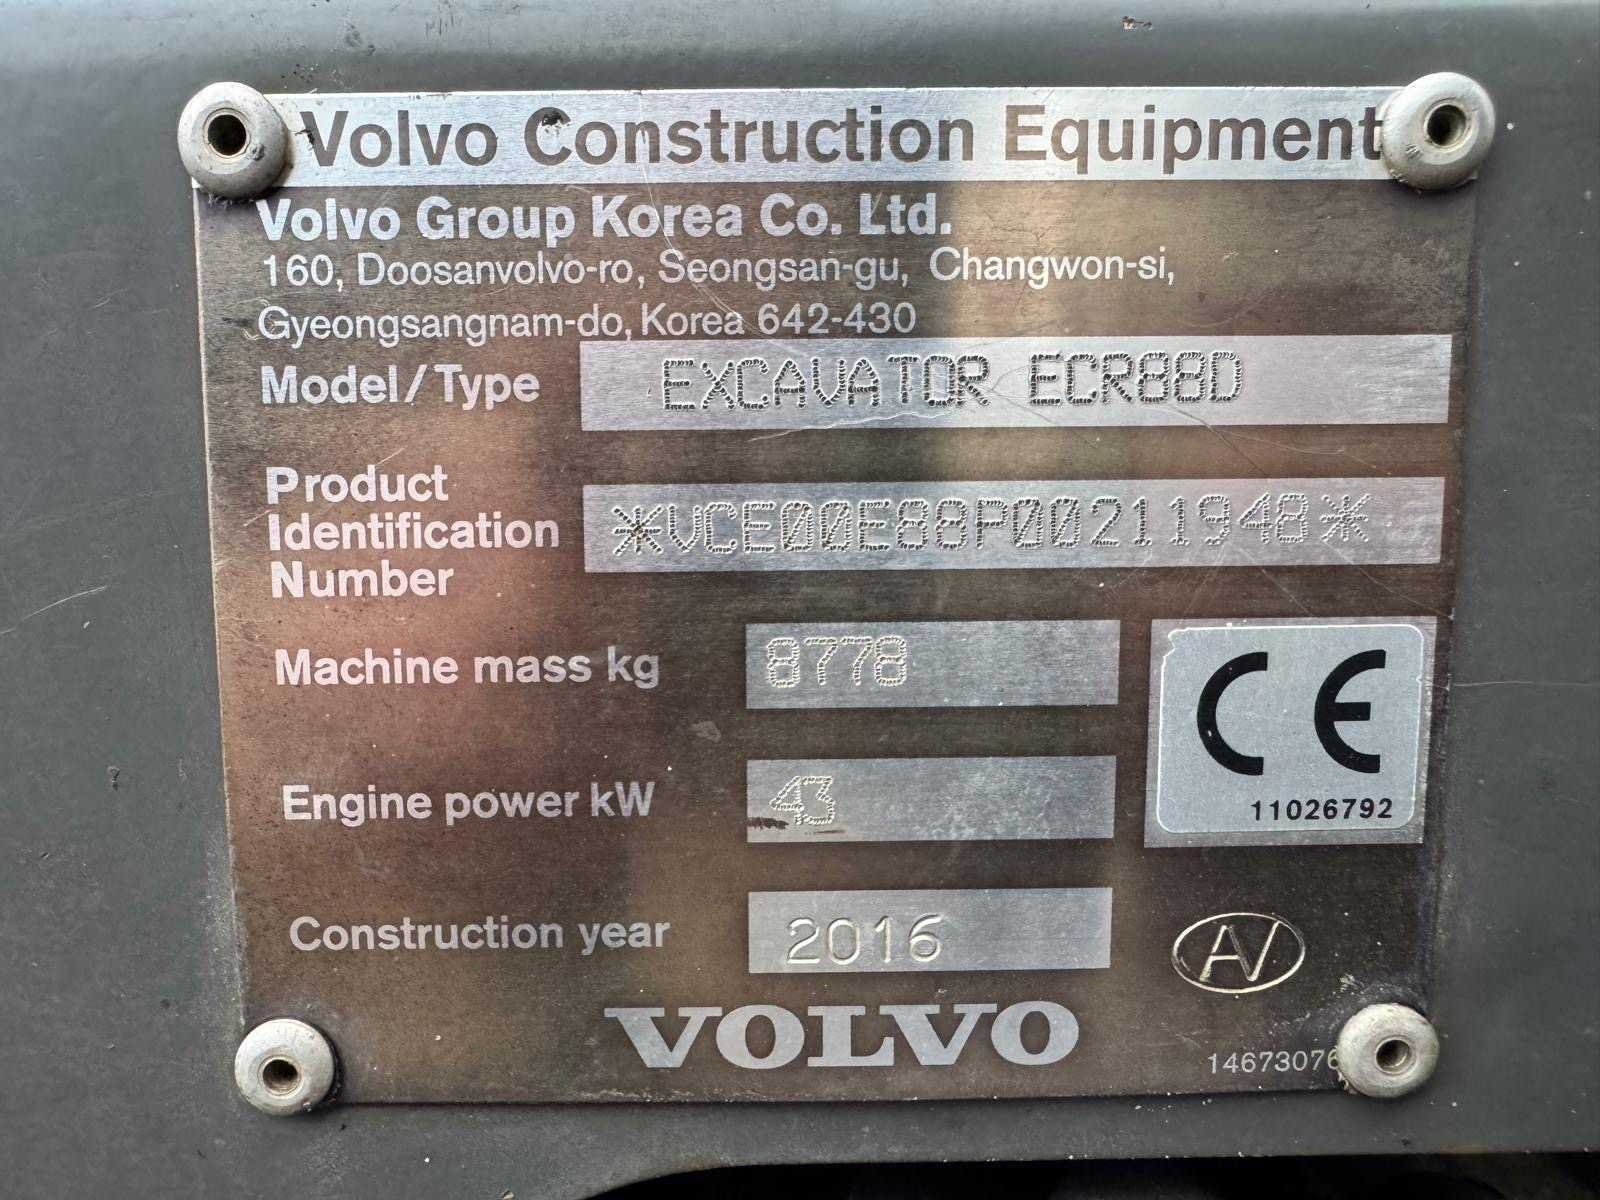 Volvo Construction Equipment
Volvo Group Korea Co. Ltd.
160, Doosanvolvo-ro, Seongsan-gu, Changwon-si,
Gyeongsangnam-do, Korea 642-430
Model/Type EXCAVATOR ECR88D
Product
Identification
Number
*VCE00E88P00211948*
Machine mass kg 8778
CE
Engine power kW 43
11026792
Construction year 2016
AV
VOLVO
14673076